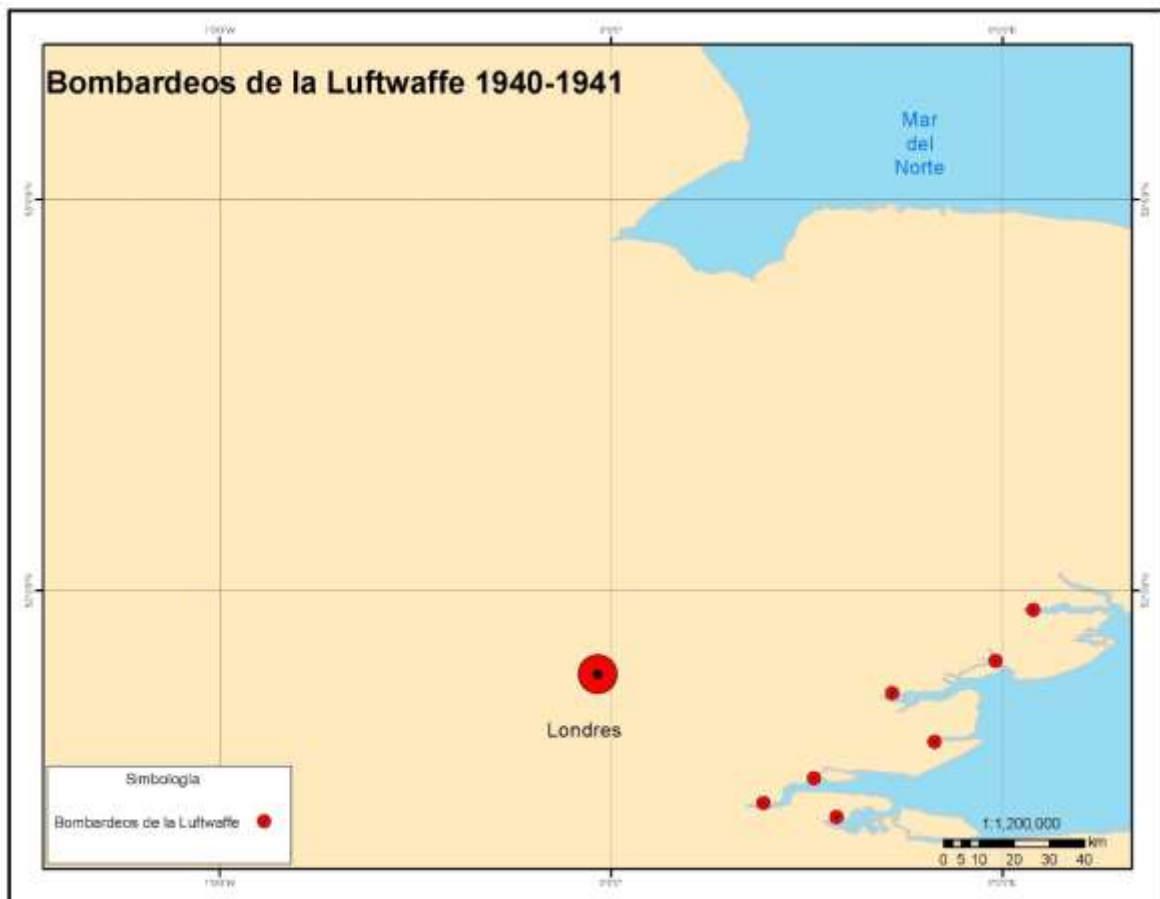 Bombardeos de la Luftwaffe 1940-1941
Mar
del
Norte
Londres
Simbología
Bombardeos de la Luftwaffe
1:1,200,000
km
0 5 10 20 30 40